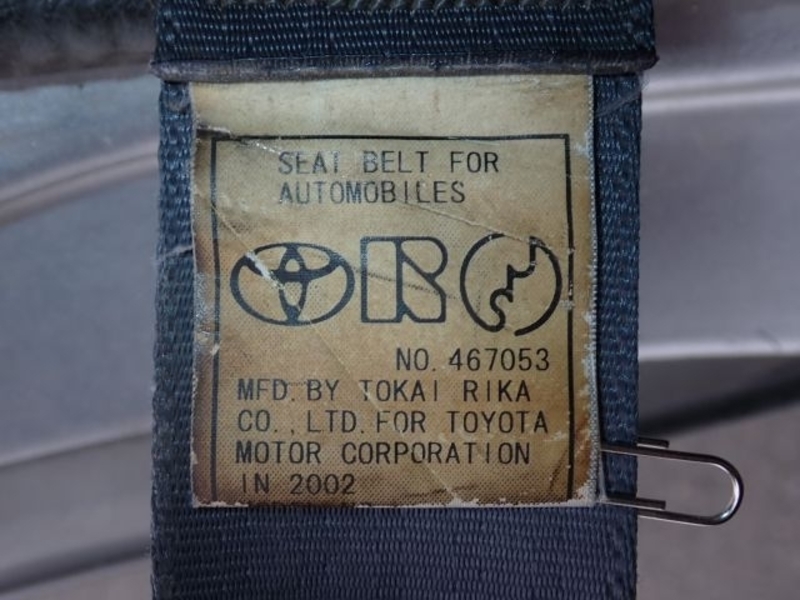 SEAT BELT FOR
AUTOMOBILES
NO. 467053
MFD. BY TOKAI RIKA
CO., LTD. FOR TOYOTA
MOTOR CORPORATION
IN 2002